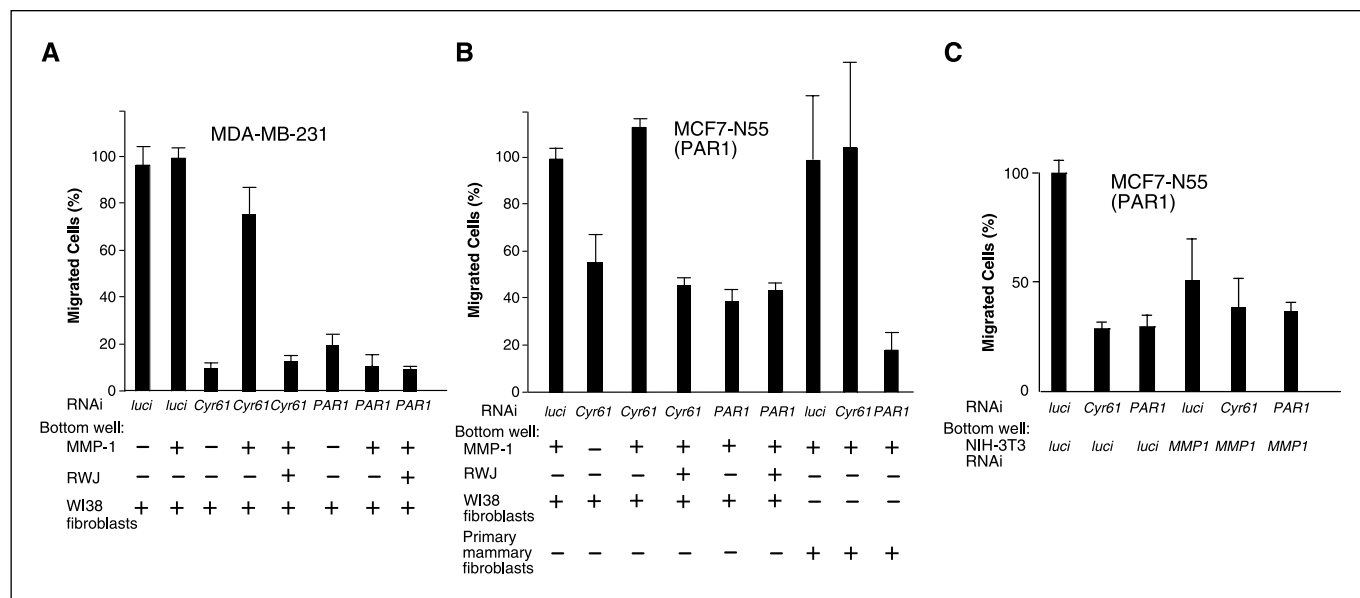 A
MDA-MB-231
Migrated Cells (%)
100
80
60
40
20
0
RNAi luci luci Cyr61 Cyr61 Cyr61 PAR1 PAR1 PAR1
Bottom well:
MMP-1 − + − + + − + +
RWJ − − − − + − − +
WI38 + + + + + + + +
fibroblasts
B
MCF7-N55
(PAR1)
Migrated Cells (%)
100
80
60
40
20
0
RNAi luci Cyr61 Cyr61 Cyr61 PAR1 PAR1 luci Cyr61 PAR1
Bottom well:
MMP-1 + − + + + + + + +
RWJ − − − + − + − − −
WI38 + + + + + + − − −
fibroblasts
Primary
mammary − − − − − − + + +
fibroblasts
C
MCF7-N55
(PAR1)
Migrated Cells (%)
100
50
0
RNAi luci Cyr61 PAR1 luci Cyr61 PAR1
Bottom well:
NIH-3T3 luci luci luci MMP1 MMP1 MMP1
RNAi